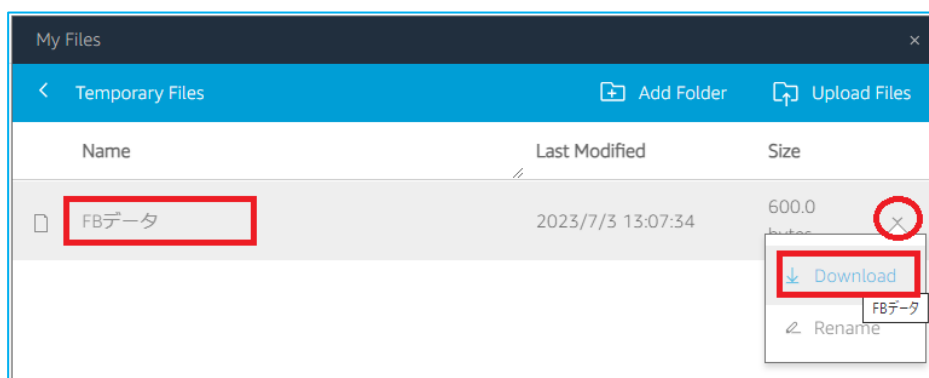 My Files
Temporary Files Add Folder Upload Files
Name Last Modified Size
FBデータ 2023/7/3 13:07:34 600.0
bytes
Download
FBデータ
Rename